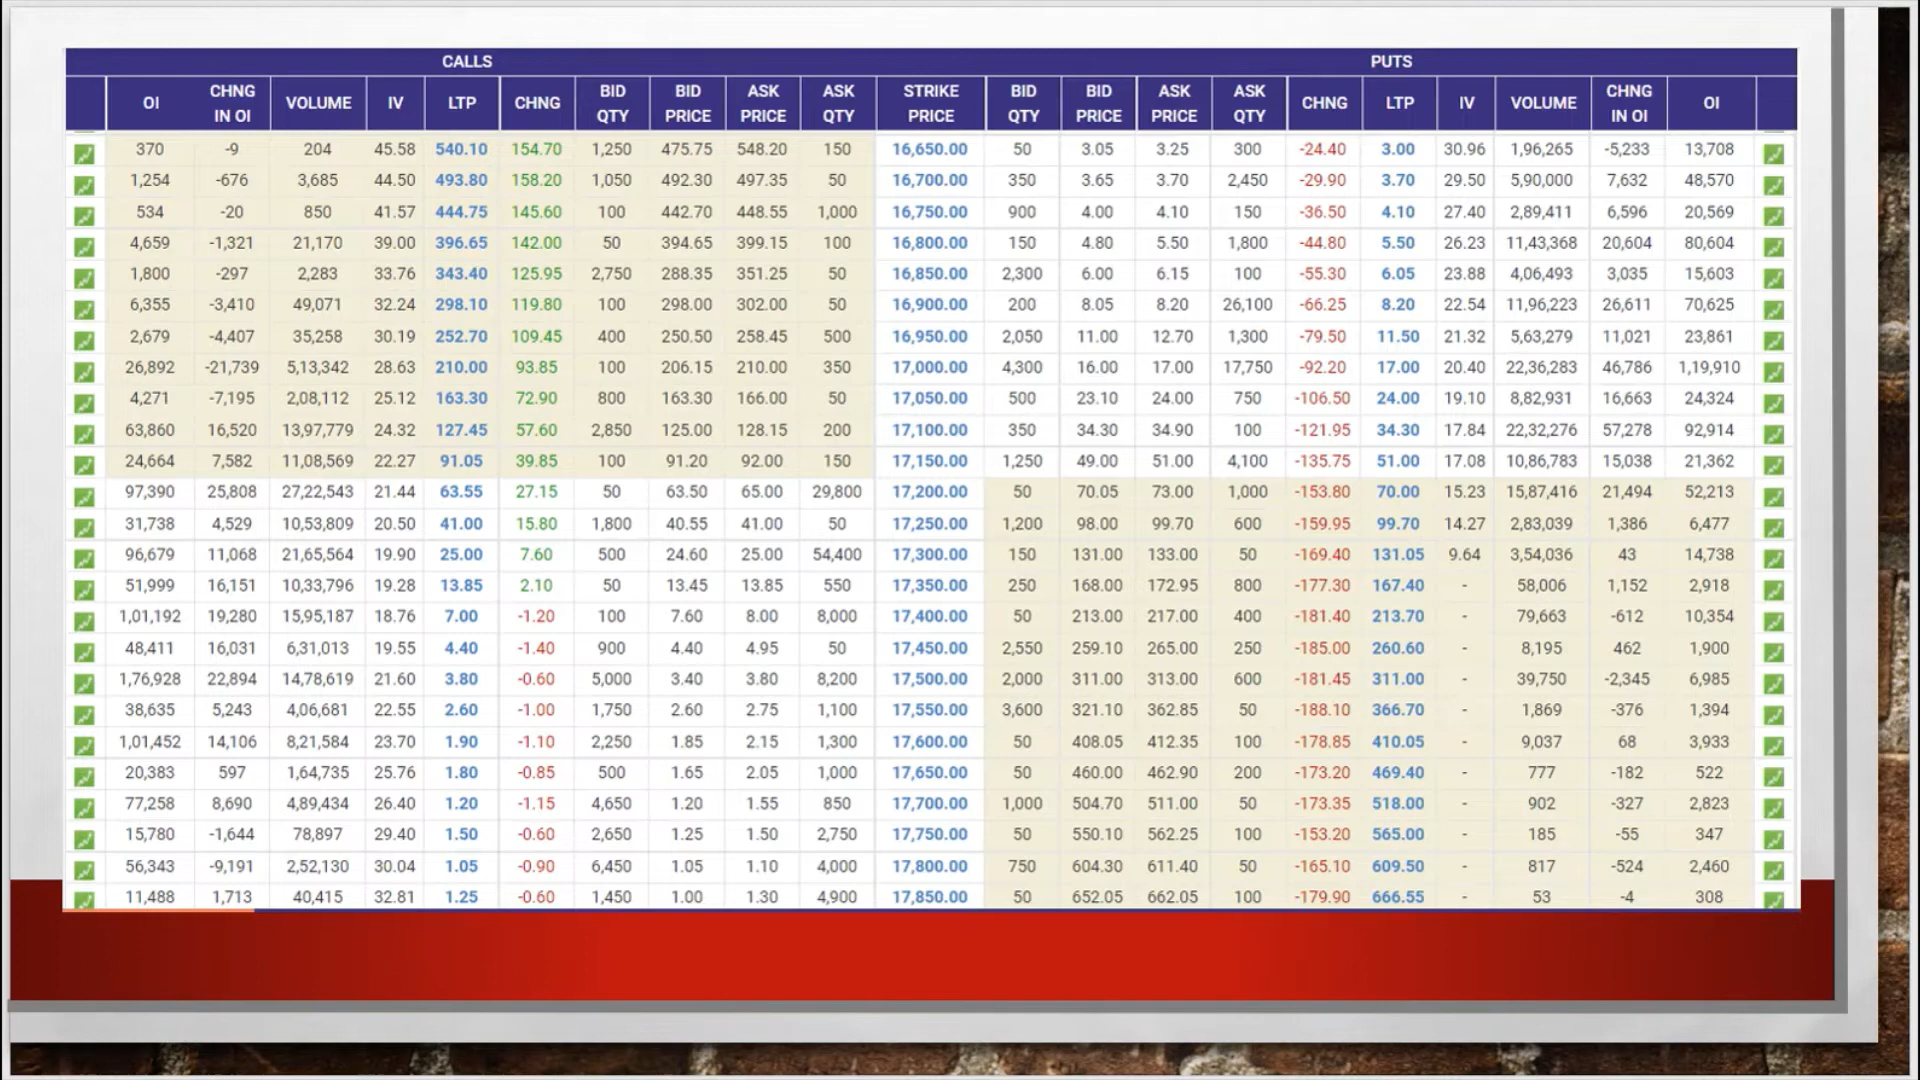 CALLS PUTS
OI CHNG IN OI VOLUME IV LTP CHNG BID QTY BID PRICE ASK PRICE ASK QTY STRIKE PRICE BID QTY BID PRICE ASK PRICE ASK QTY CHNG LTP IV VOLUME CHNG IN OI OI
370 -9 204 45.58 540.10 154.70 1,250 475.75 548.20 150 16,650.00 50 3.05 3.25 300 -24.40 3.00 30.96 1,96,265 -5,233 13,708
1,254 -676 3,685 44.50 493.80 158.20 1,050 492.30 497.35 50 16,700.00 350 3.65 3.70 2,450 -29.90 3.70 29.50 5,90,000 7,632 48,570
534 -20 850 41.57 444.75 145.60 100 442.70 448.55 1,000 16,750.00 900 4.00 4.10 150 -36.50 4.10 27.40 2,89,411 6,596 20,569
4,659 -1,321 21,170 39.00 396.65 142.00 50 394.65 399.15 100 16,800.00 150 4.80 5.50 1,800 -44.80 5.50 26.23 11,43,368 20,604 80,604
1,800 -297 2,283 33.76 343.40 125.95 2,750 288.35 351.25 50 16,850.00 2,300 6.00 6.15 100 -55.30 6.05 23.88 4,06,493 3,035 15,603
6,355 -3,410 49,071 32.24 298.10 119.80 100 298.00 302.00 50 16,900.00 200 8.05 8.20 26,100 -66.25 8.20 22.54 11,96,223 26,611 70,625
2,679 -4,407 35,258 30.19 252.70 109.45 400 250.50 258.45 500 16,950.00 2,050 11.00 12.70 1,300 -79.50 11.50 21.32 5,63,279 11,021 23,861
26,892 -21,739 5,13,342 28.63 210.00 93.85 100 206.15 210.00 350 17,000.00 4,300 16.00 17.00 17,750 -92.20 17.00 20.40 22,36,283 46,786 1,19,910
4,271 -7,195 2,08,112 25.12 163.30 72.90 800 163.30 166.00 50 17,050.00 500 23.10 24.00 750 -106.50 24.00 19.10 8,82,931 16,663 24,324
63,860 16,520 13,97,779 24.32 127.45 57.60 2,850 125.00 128.15 200 17,100.00 350 34.30 34.90 100 -121.95 34.30 17.84 22,32,276 57,278 92,914
24,664 7,582 11,08,569 22.27 91.05 39.85 100 91.20 92.00 150 17,150.00 1,250 49.00 51.00 4,100 -135.75 51.00 17.08 10,86,783 15,038 21,362
97,390 25,808 27,22,543 21.44 63.55 27.15 50 63.50 65.00 29,800 17,200.00 50 70.05 73.00 1,000 -153.80 70.00 15.23 15,87,416 21,494 52,213
31,738 4,529 10,53,809 20.50 41.00 15.80 1,800 40.55 41.00 50 17,250.00 1,200 98.00 99.70 600 -159.95 99.70 14.27 2,83,039 1,386 6,477
96,679 11,068 21,65,564 19.90 25.00 7.60 500 24.60 25.00 54,400 17,300.00 150 131.00 133.00 50 -169.40 131.05 9.64 3,54,036 43 14,738
51,999 16,151 10,33,796 19.28 13.85 2.10 50 13.45 13.85 550 17,350.00 250 168.00 172.95 800 -177.30 167.40 - 58,006 1,152 2,918
1,01,192 19,280 15,95,187 18.76 7.00 -1.20 100 7.60 8.00 8,000 17,400.00 50 213.00 217.00 400 -181.40 213.70 - 79,663 -612 10,354
48,411 16,031 6,31,013 19.55 4.40 -1.40 900 4.40 4.95 50 17,450.00 2,550 259.10 265.00 250 -185.00 260.60 - 8,195 462 1,900
1,76,928 22,894 14,78,619 21.60 3.80 -0.60 5,000 3.40 3.80 8,200 17,500.00 2,000 311.00 313.00 600 -181.45 311.00 - 39,750 -2,345 6,985
38,635 5,243 4,06,681 22.55 2.60 -1.00 1,750 2.60 2.75 1,100 17,550.00 3,600 321.10 362.85 50 -188.10 366.70 - 1,869 -376 1,394
1,01,452 14,106 8,21,584 23.70 1.90 -1.10 2,250 1.85 2.15 1,300 17,600.00 50 408.05 412.35 100 -178.85 410.05 - 9,037 68 3,933
20,383 597 1,64,735 25.76 1.80 -0.85 500 1.65 2.05 1,000 17,650.00 50 460.00 462.90 200 -173.20 469.40 - 777 -182 522
77,258 8,690 4,89,434 26.40 1.20 -1.15 4,650 1.20 1.55 850 17,700.00 1,000 504.70 511.00 50 -173.35 518.00 - 902 -327 2,823
15,780 -1,644 78,897 29.40 1.50 -0.60 2,650 1.25 1.50 2,750 17,750.00 50 550.10 562.25 100 -153.20 565.00 - 185 -55 347
56,343 -9,191 2,52,130 30.04 1.05 -0.90 6,450 1.05 1.10 4,000 17,800.00 750 604.30 611.40 50 -165.10 609.50 - 817 -524 2,460
11,488 1,713 40,415 32.81 1.25 -0.60 1,450 1.00 1.30 4,900 17,850.00 50 652.05 662.05 100 -179.90 666.55 - 53 -4 308